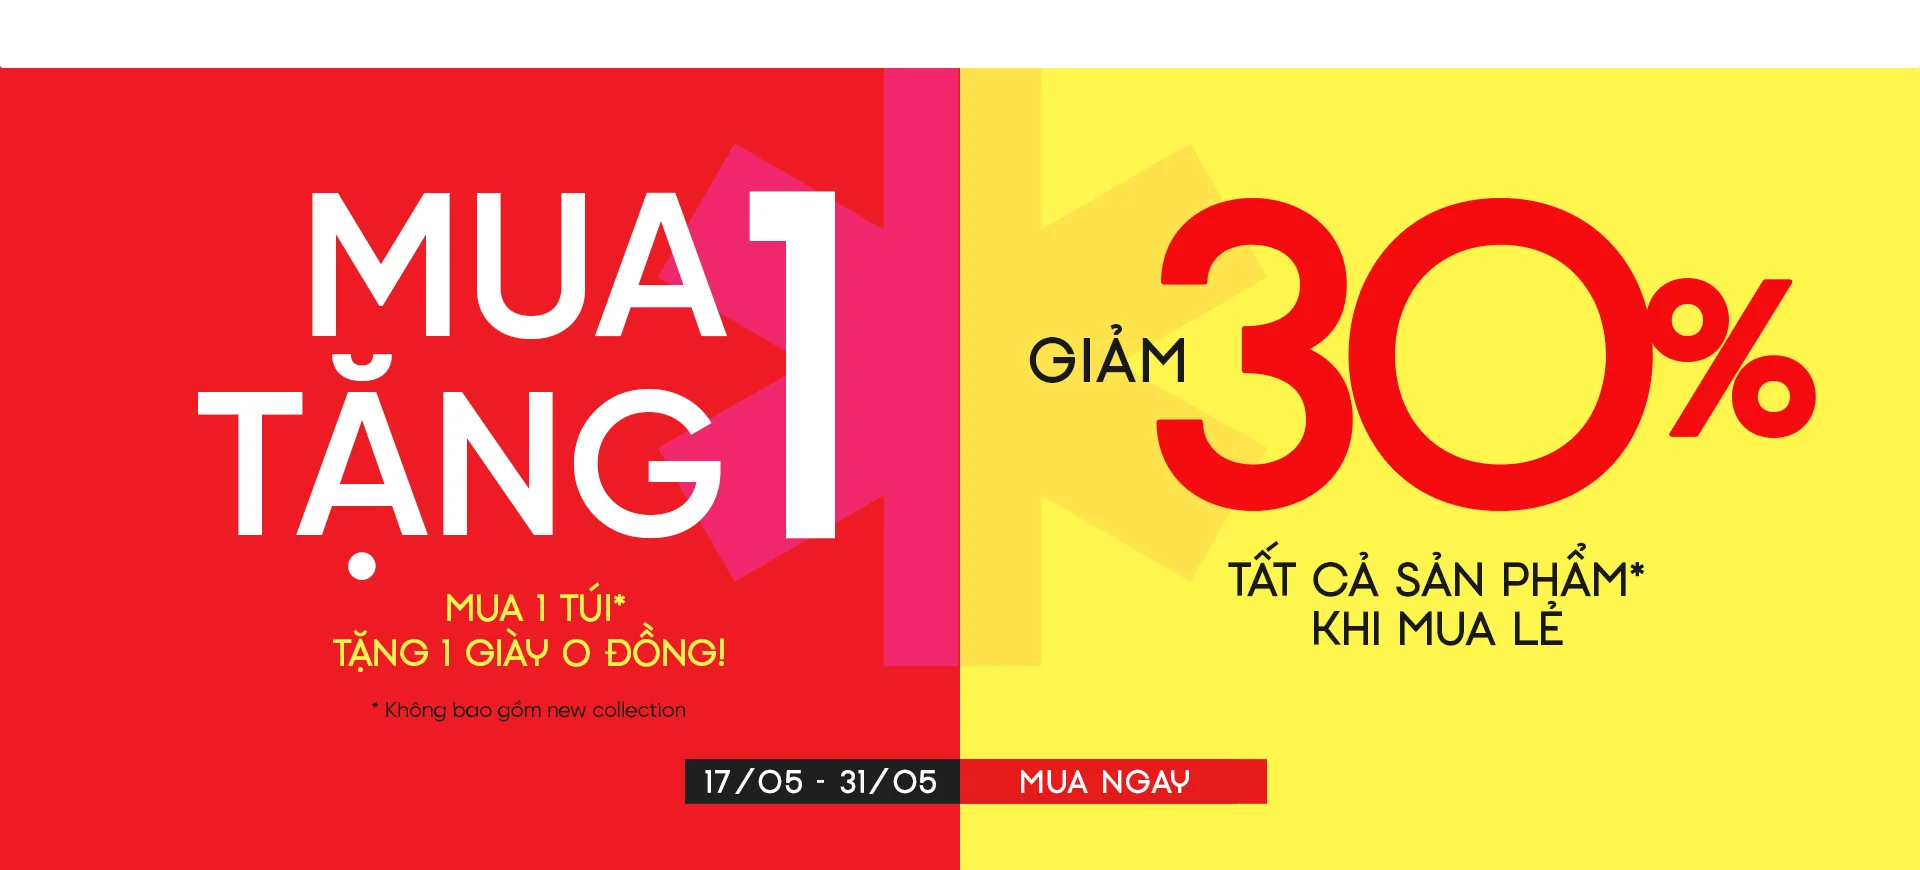 MUA 1
TẶNG
MUA 1 TÚI*
TẶNG 1 GIÀY 0 ĐỒNG!
* Không bao gồm new collection
GIẢM 30%
TẤT CẢ SẢN PHẨM*
KHI MUA LẺ
17/05 - 31/05
MUA NGAY